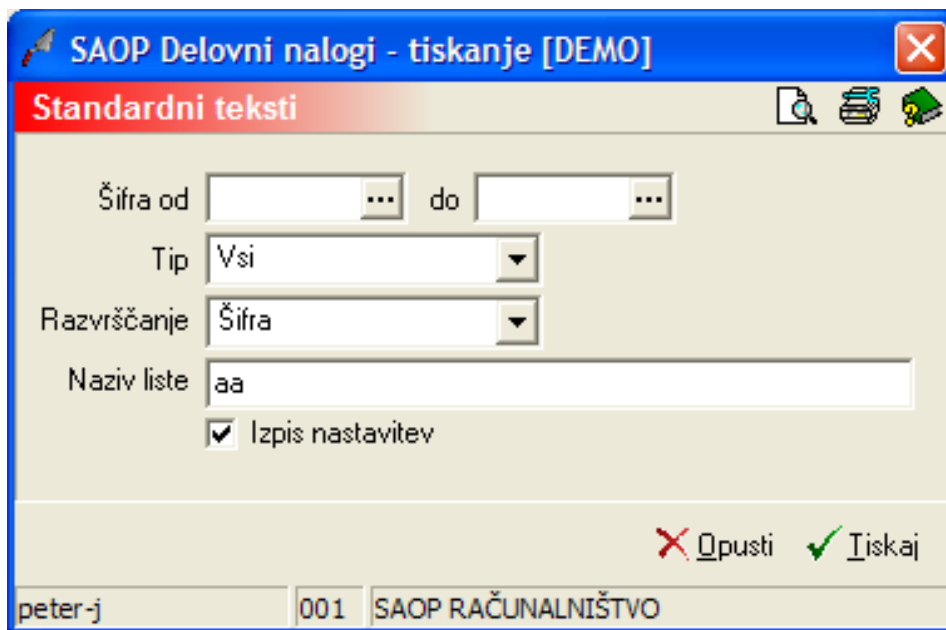 SAOP Delovni nalogi - tiskanje [DEMO]
Standardni teksti
Šifra od ... do ...
Tip Vsi
Razvrščanje Šifra
Naziv liste aa
Izpis nastavitev
Opusti Tiskaj
peter-j 001 SAOP RAČUNALNIŠTVO